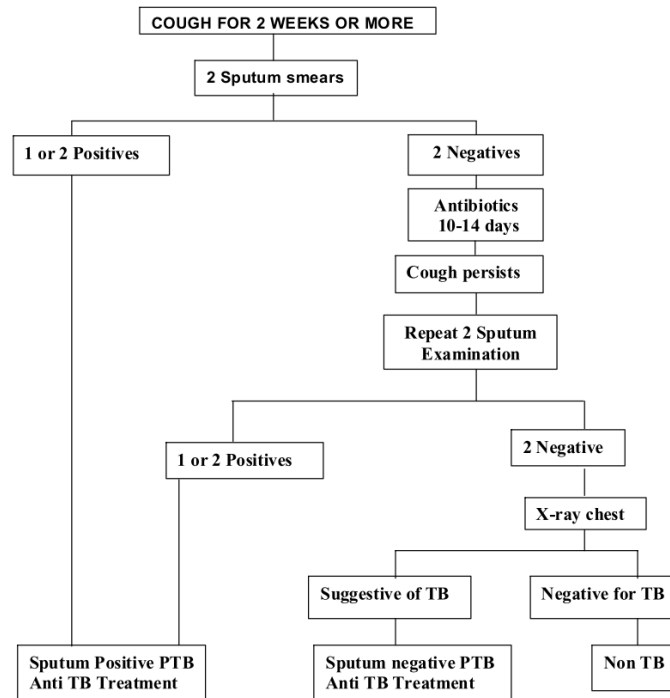 COUGH FOR 2 WEEKS OR MORE
2 Sputum smears
1 or 2 Positives
2 Negatives
Antibiotics
10-14 days
Cough persists
Repeat 2 Sputum
Examination
1 or 2 Positives
2 Negative
X-ray chest
Suggestive of TB
Negative for TB
Sputum Positive PTB
Anti TB Treatment
Sputum negative PTB
Anti TB Treatment
Non TB